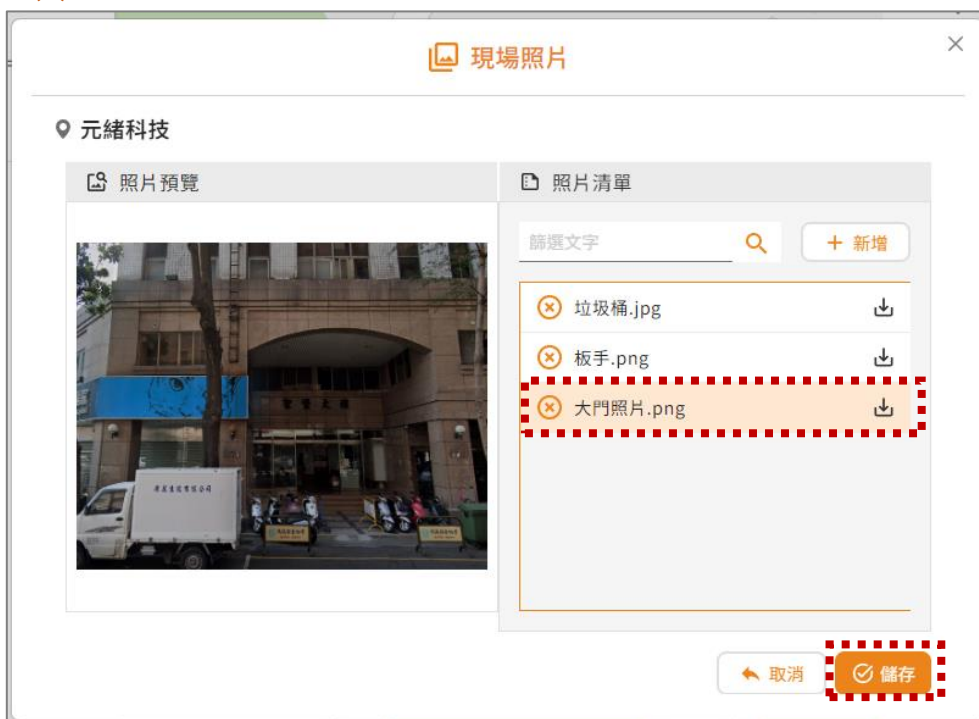 現場照片
元緒科技
照片預覽
照片清單
篩選文字
+ 新增
垃圾桶.jpg
板手.png
大門照片.png
取消
儲存